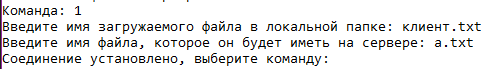 Команда: 1
Введите имя загружаемого файла в локальной папке: клиент.txt
Введите имя файла, которое он будет иметь на сервере: a.txt
Соединение установлено, выберите команду: